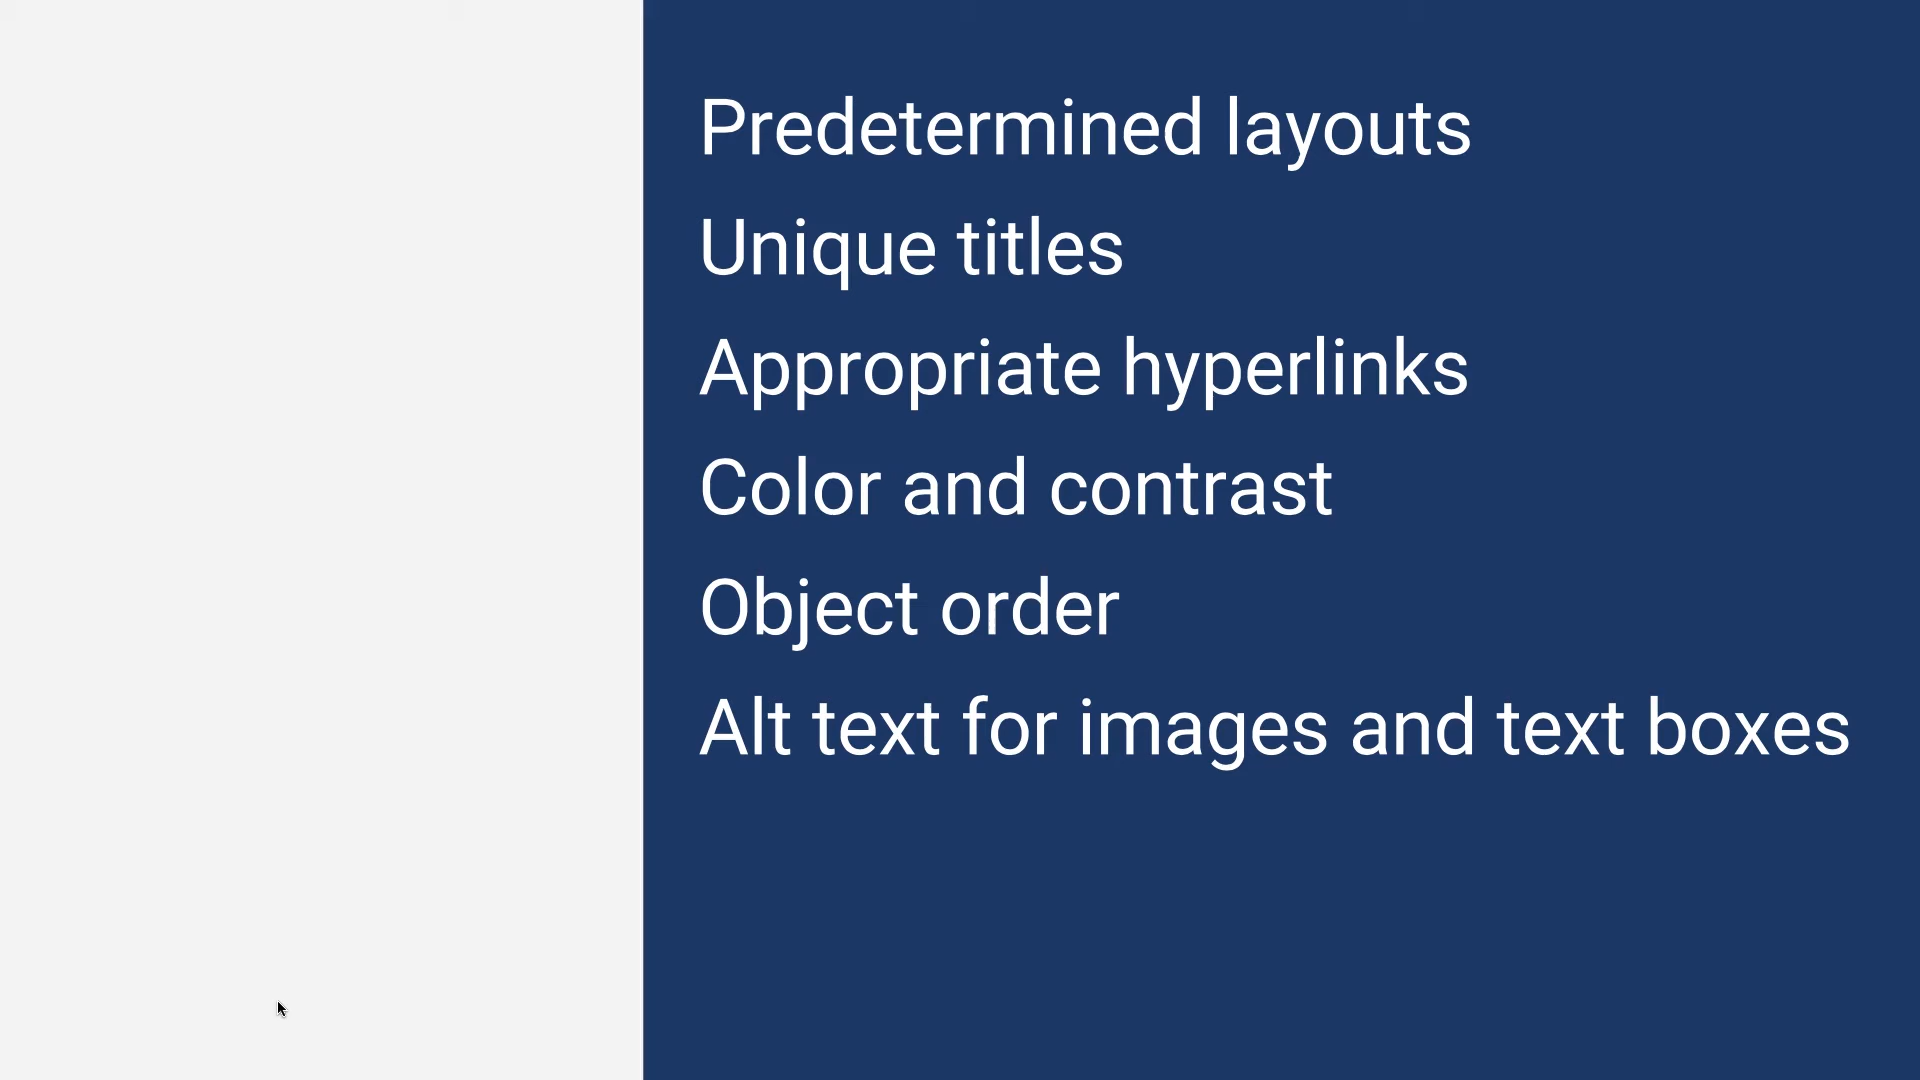 Predetermined layouts
Unique titles
Appropriate hyperlinks
Color and contrast
Object order
Alt text for images and text boxes